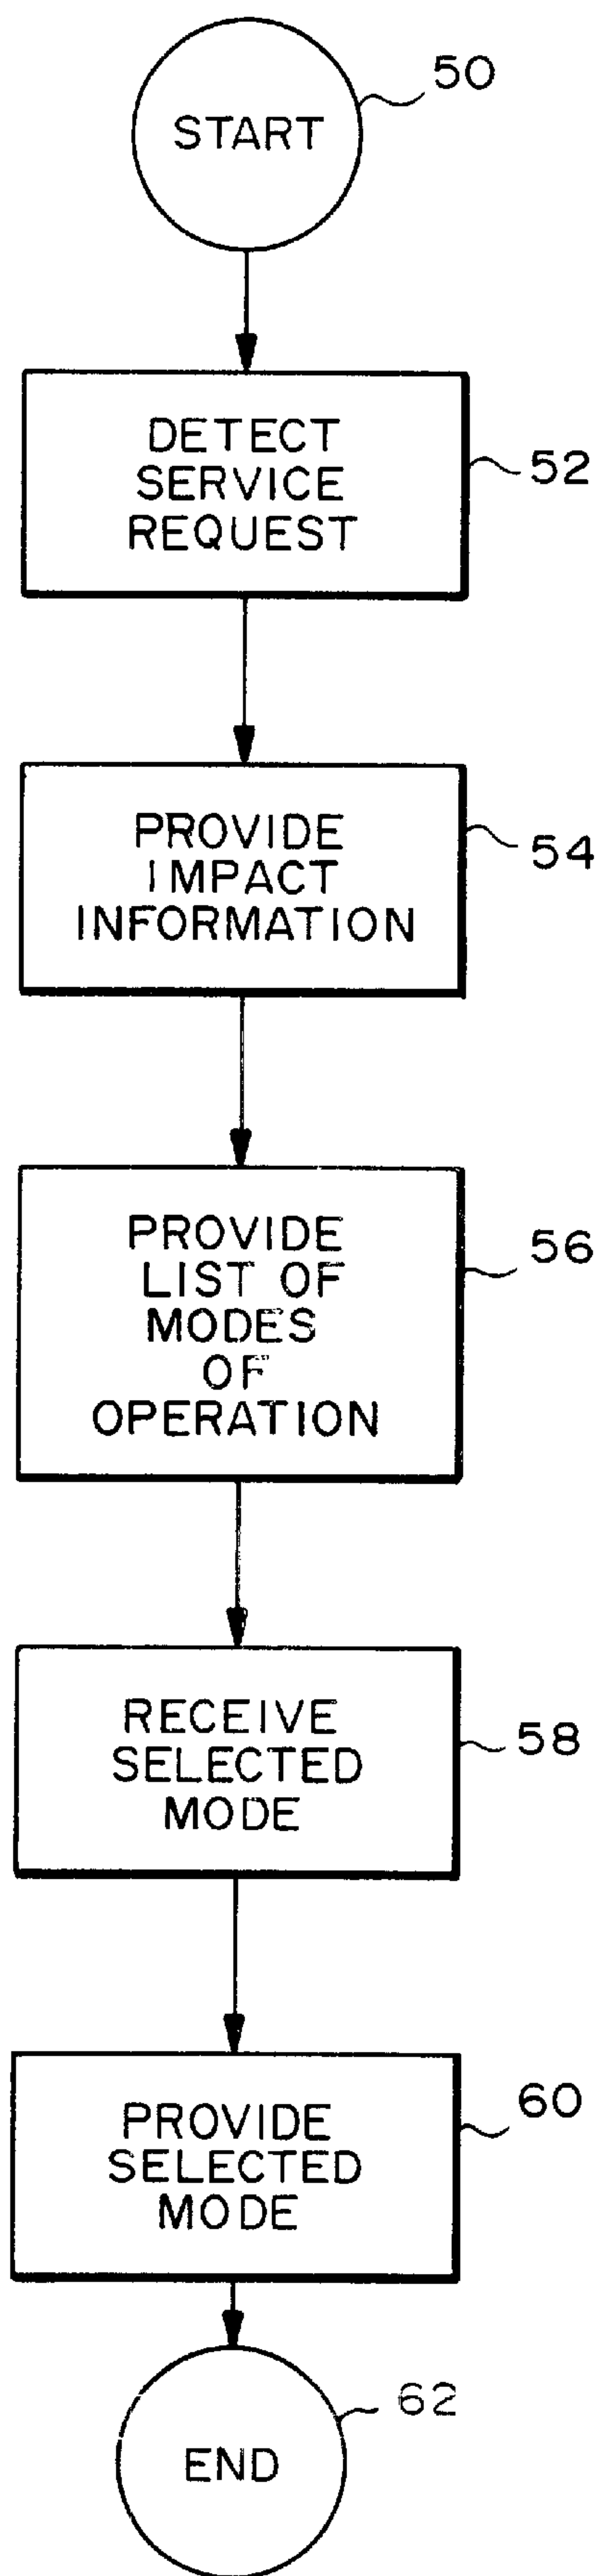 START
50
DETECT
SERVICE
REQUEST
52
PROVIDE
IMPACT
INFORMATION
54
PROVIDE
LIST OF
MODES
OF
OPERATION
56
RECEIVE
SELECTED
MODE
58
PROVIDE
SELECTED
MODE
60
END
62